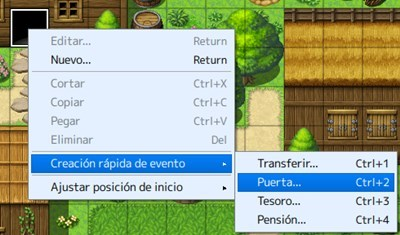 Editar... Return
Nuevo... Return
Cortar Ctrl+X
Copiar Ctrl+C
Pegar Ctrl+V
Eliminar Del
Creación rápida de evento
Ajustar posición de inicio
Transferir... Ctrl+1
Puerta... Ctrl+2
Tesoro... Ctrl+3
Pensión... Ctrl+4